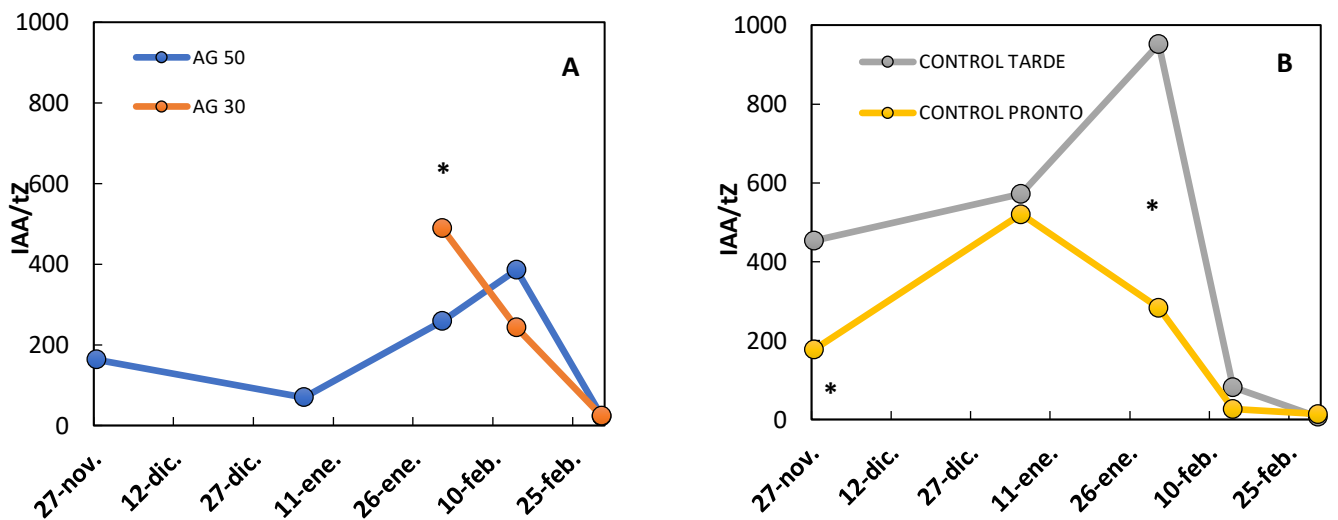 1000
800
600
400
200
0
IAA/tZ
AG 50
AG 30
A
*
27-nov.
12-dic.
27-dic.
11-ene.
26-ene.
10-feb.
25-feb.
1000
800
600
400
200
0
IAA/tZ
CONTROL TARDE
CONTROL PRONTO
B
*
*
27-nov.
12-dic.
27-dic.
11-ene.
26-ene.
10-feb.
25-feb.